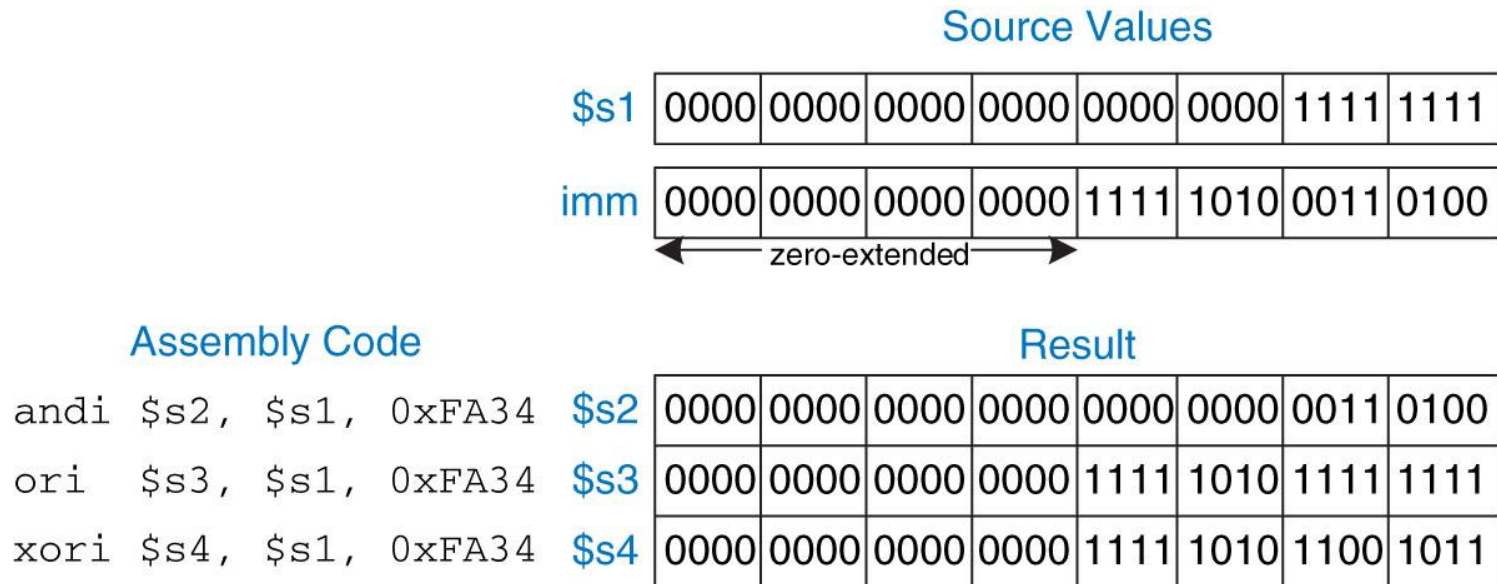 Source Values
$s1 0000 0000 0000 0000 0000 0000 1111 1111
imm 0000 0000 0000 0000 1111 1010 0011 0100
zero-extended
Assembly Code Result
andi $s2, $s1, 0xFA34 $s2 0000 0000 0000 0000 0000 0000 0011 0100
ori $s3, $s1, 0xFA34 $s3 0000 0000 0000 0000 1111 1010 1111 1111
xori $s4, $s1, 0xFA34 $s4 0000 0000 0000 0000 1111 1010 1100 1011